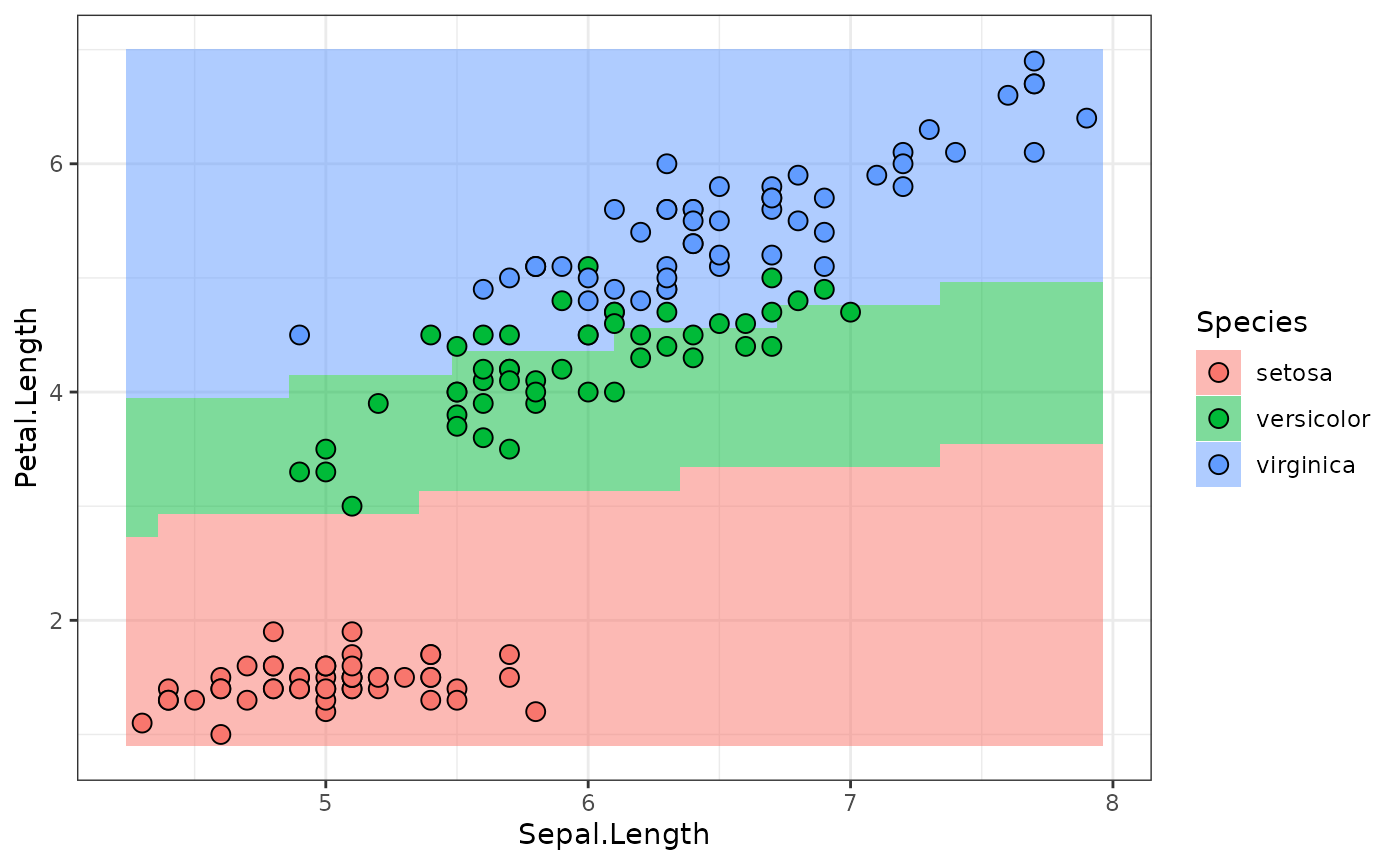 Petal.Length
6
4
2
5 6 7 8
Sepal.Length
Species
setosa
versicolor
virginica